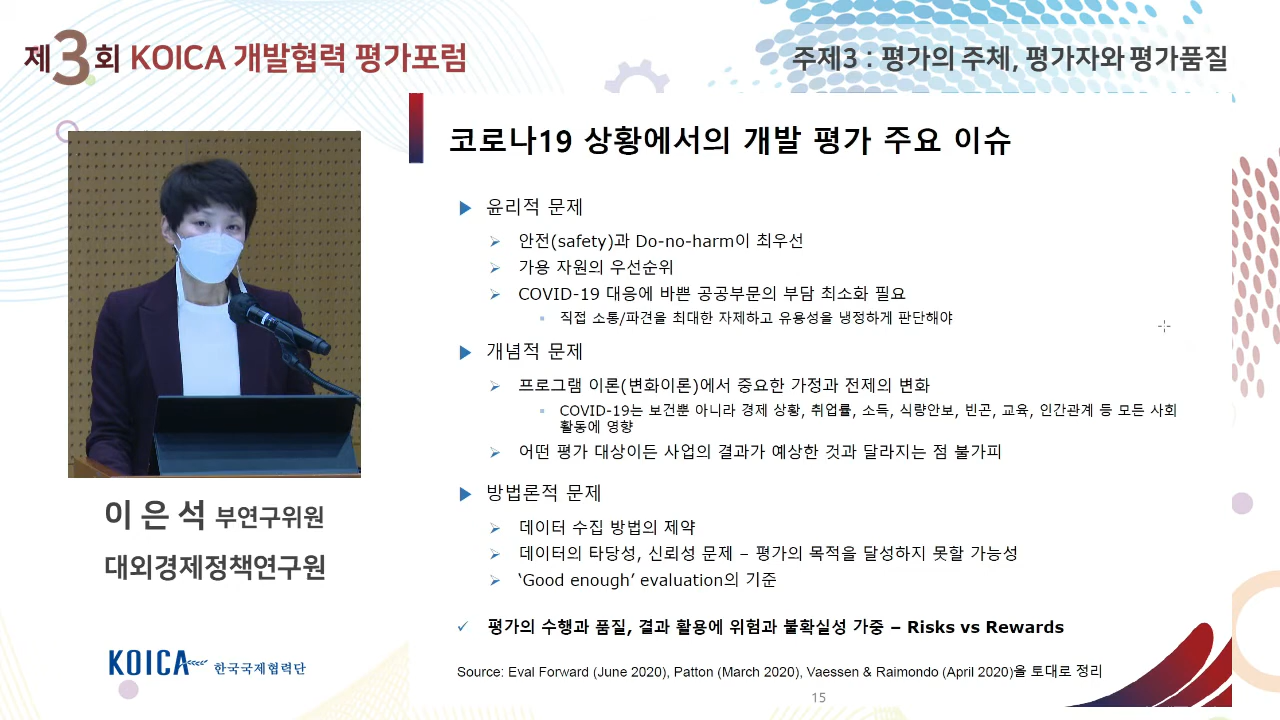 제3회 KOICA 개발협력 평가포럼
주제3 : 평가의 주체, 평가자와 평가품질
코로나19 상황에서의 개발 평가 주요 이슈
윤리적 문제
안전(safety)과 Do-no-harm이 최우선
가용 자원의 우선순위
COVID-19 대응에 바쁜 공공부문의 부담 최소화 필요
직접 소통/파견을 최대한 자제하고 유용성을 냉정하게 판단해야
개념적 문제
프로그램 이론(변화이론)에서 중요한 가정과 전제의 변화
COVID-19는 보건뿐 아니라 경제 상황, 취업률, 소득, 식량안보, 빈곤, 교육, 인간관계 등 모든 사회
활동에 영향
어떤 평가 대상이든 사업의 결과가 예상한 것과 달라지는 점 불가피
방법론적 문제
데이터 수집 방법의 제약
데이터의 타당성, 신뢰성 문제 – 평가의 목적을 달성하지 못할 가능성
‘Good enough’ evaluation의 기준
평가의 수행과 품질, 결과 활용에 위험과 불확실성 가중 – Risks vs Rewards
Source: Eval Forward (June 2020), Patton (March 2020), Vaessen & Raimondo (April 2020)을 토대로 정리
15
이 은 석 부연구위원
대외경제정책연구원
KOICA 한국국제협력단